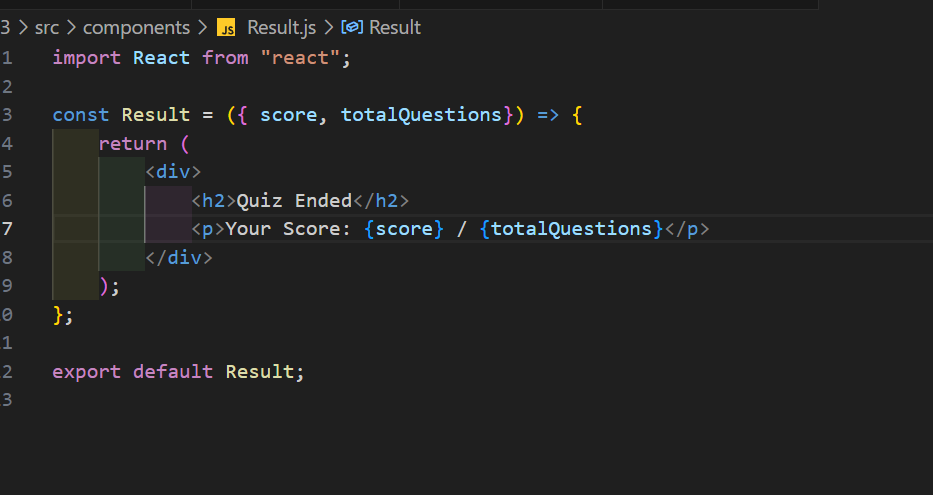 3 > src > components > JS Result.js > Result
1 import React from "react";
2
3 const Result = ({ score, totalQuestions}) => {
4     return (
5         <div>
6             <h2>Quiz Ended</h2>
7             <p>Your Score: {score} / {totalQuestions}</p>
8         </div>
9     );
0 };
1
2 export default Result;
3